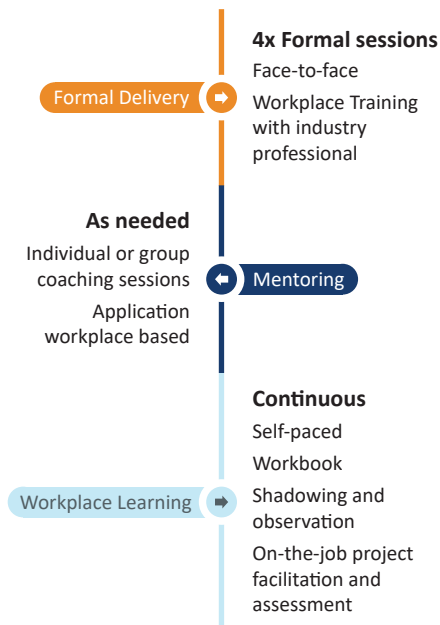 4x Formal sessions
Face-to-face
Workplace Training
with industry
professional
Formal Delivery
As needed
Individual or group
coaching sessions
Application
workplace based
Mentoring
Continuous
Self-paced
Workbook
Shadowing and
observation
On-the-job project
facilitation and
assessment
Workplace Learning